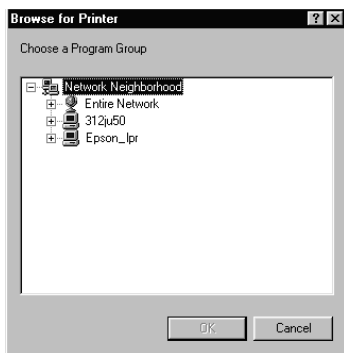 Browse for Printer
Choose a Program Group
Network Neighborhood
Entire Network
312ju50
Epson_lpr
OK
Cancel